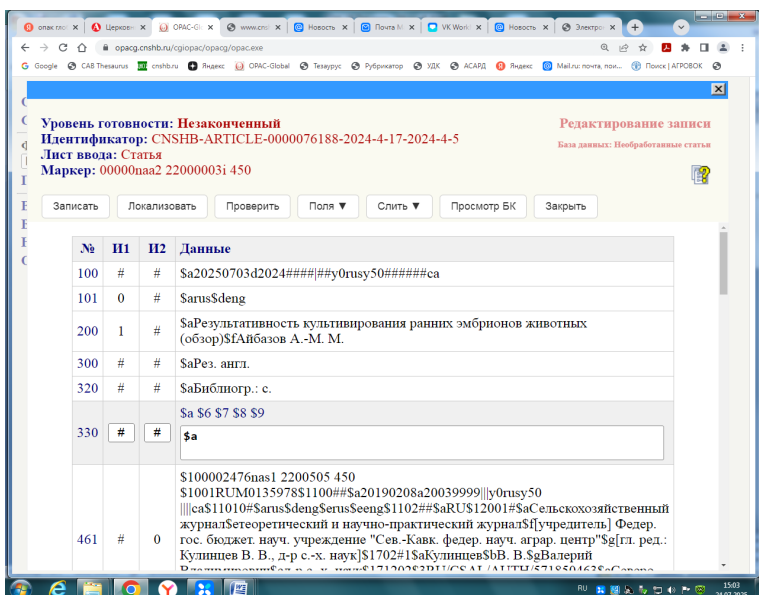 опак.гло
Церковн
OPAC-Gl
Новость
Почта М
VK Work
Новость
Электро
opacg.cnshb.ru/cgiopac/opacg/opac.exe
Google CAB Thesaurus cnshb.ru Яндекс OPAC-Global Тезаурус Рубрикатор УДК АСАРД Яндекс Mail.ru: почта, пои... Поиск | АГРОВОК
Уровень готовности: Незаконченный
Редактирование записи
Идентификатор: CNSHB-ARTICLE-0000076188-2024-4-17-2024-4-5
База данных: Необработанные статьи
Лист ввода: Статья
Маркер: 00000naa2 22000003i 450
Записать Локализовать Проверить Поля ▼ Слить ▼ Просмотр БК Закрыть
№ И1 И2 Данные
100 # # $a20250703d2024####|##y0rusy50######ca
101 0 # $arus$deng
200 1 # $aРезультативность культивирования ранних эмбрионов животных
(обзор)$fАйбазов А.-М. М.
300 # # $aРез. англ.
320 # # $aБиблиогр.: с.
$a $6 $7 $8 $9
330 # # $a
$100002476nas1 2200505 450
$1001RUM0135978$1100##$a20190208a20039999|||y0rusy50
||||ca$11010#$arus$deng$erus$eeng$1102##$aRU$12001#$aСельскохозяйственный
журнал$eтеоретический и научно-практический журнал$f[учредитель] Федер.
461 # 0 гос. бюджет. науч. учреждение "Сев.-Кавк. федер. науч. аграр. центр"$g[гл. ред.:
Кулинцев В. В., д-р с.-х. наук]$1702#1$aКулинцев$bВ. В.$gВалерий
RU
15:03
24.07.2025